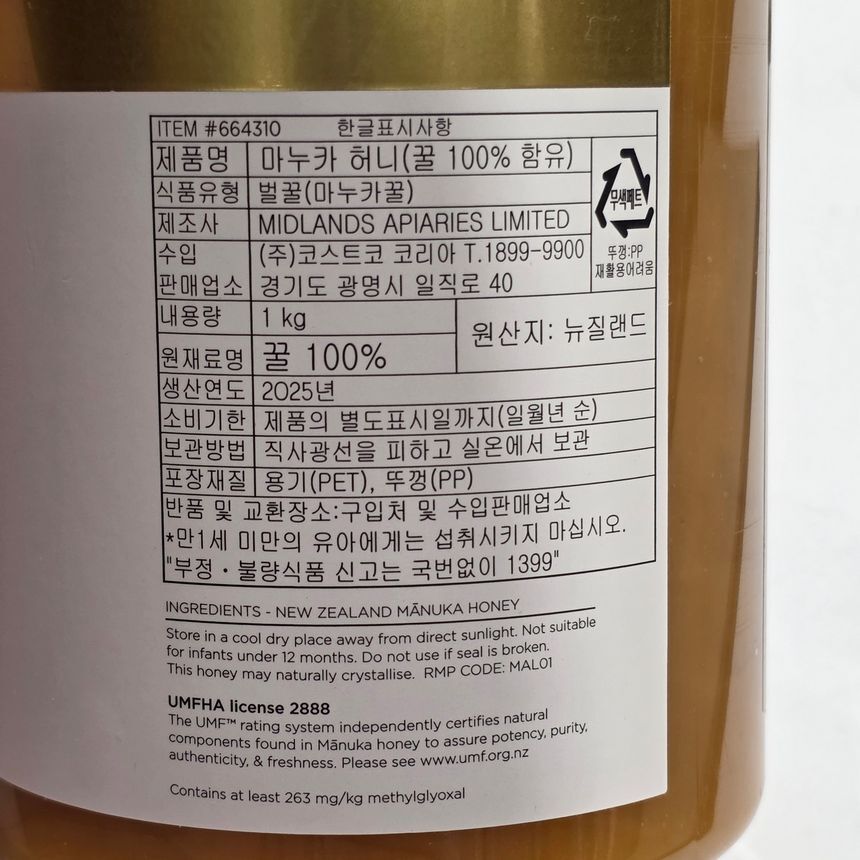 ITEM #664310 한글표시사항
제품명 마누카 허니(꿀 100% 함유)
식품유형 벌꿀(마누카꿀)
제조사 MIDLANDS APIARIES LIMITED
수입 (주)코스트코 코리아 T.1899-9900
판매업소 경기도 광명시 일직로 40
무색페트
뚜껑:PP
재활용어려움
내용량 1 kg
원산지: 뉴질랜드
원재료명 꿀 100%
생산연도 2025년
소비기한 제품의 별도표시일까지(일월년 순)
보관방법 직사광선을 피하고 실온에서 보관
포장재질 용기(PET), 뚜껑(PP)
반품 및 교환장소:구입처 및 수입판매업소
*만1세 미만의 유아에게는 섭취시키지 마십시오.
"부정·불량식품 신고는 국번없이 1399"
INGREDIENTS - NEW ZEALAND MĀNUKA HONEY
Store in a cool dry place away from direct sunlight. Not suitable
for infants under 12 months. Do not use if seal is broken.
This honey may naturally crystallise. RMP CODE: MAL01
UMFHA license 2888
The UMF™ rating system independently certifies natural
components found in Mānuka honey to assure potency, purity,
authenticity, & freshness. Please see www.umf.org.nz
Contains at least 263 mg/kg methylglyoxal